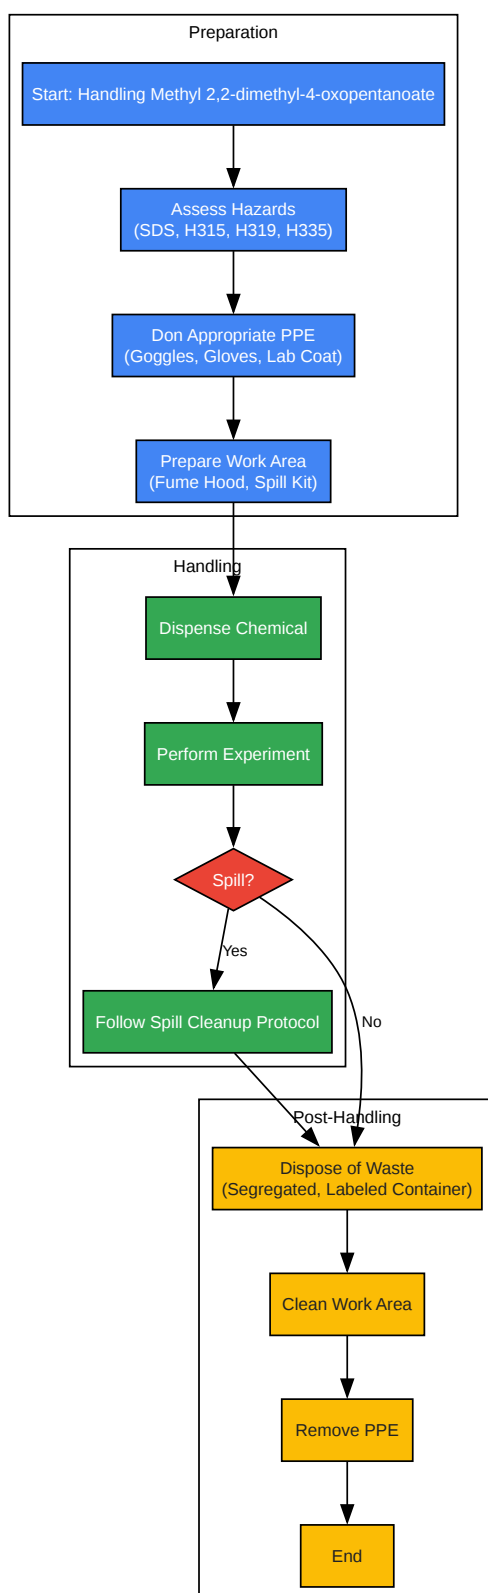 Preparation
Start: Handling Methyl 2,2-dimethyl-4-oxopentanoate
Assess Hazards
(SDS, H315, H319, H335)
Don Appropriate PPE
(Goggles, Gloves, Lab Coat)
Prepare Work Area
(Fume Hood, Spill Kit)
Handling
Dispense Chemical
Perform Experiment
Spill?
Yes
Follow Spill Cleanup Protocol
No
Post-Handling
Dispose of Waste
(Segregated, Labeled Container)
Clean Work Area
Remove PPE
End